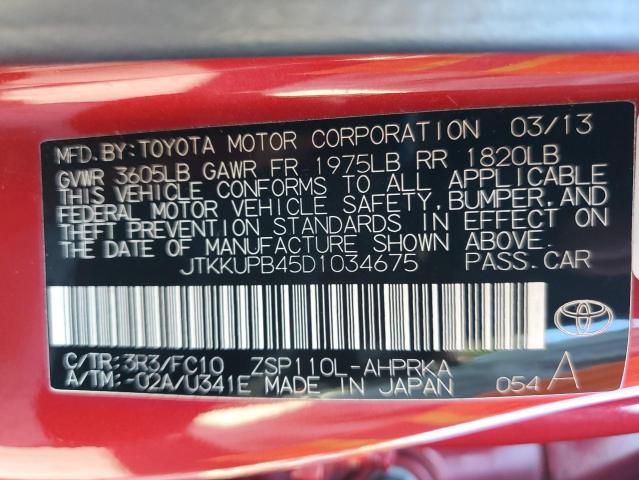 MFD. BY: TOYOTA MOTOR CORPORATION 03/13
GVWR 3605LB GAWR FR 1975LB RR 1820LB
THIS VEHICLE CONFORMS TO ALL APPLICABLE
FEDERAL MOTOR VEHICLE SAFETY, BUMPER, AND
THEFT PREVENTION STANDARDS IN EFFECT ON
THE DATE OF MANUFACTURE SHOWN ABOVE.
JTKKUPB45D1034675 PASS. CAR
C/TR: 3R3/FC10 ZSP110L-AHPRKA
A/TM: -02A/U341E MADE IN JAPAN 054 A